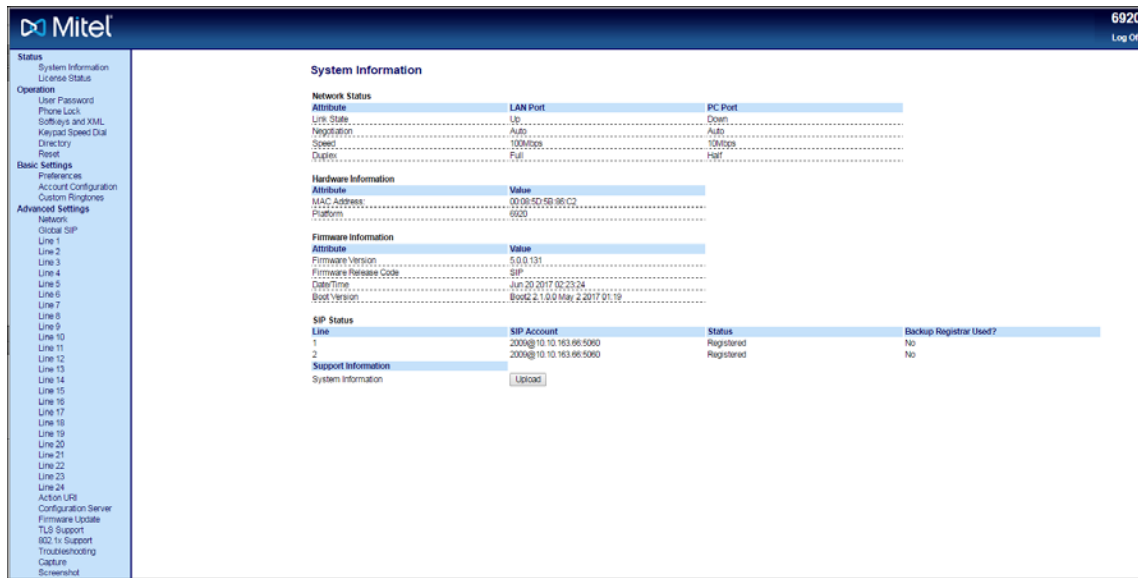 Mitel
6920
Log Of
Status
System Information
License Status
Operation
User Password
Phone Lock
Softkeys and XML
Keypad Speed Dial
Directory
Reset
Basic Settings
Preferences
Account Configuration
Custom Ringtones
Advanced Settings
Network
Global SIP
Line 1
Line 2
Line 3
Line 4
Line 5
Line 6
Line 7
Line 8
Line 9
Line 10
Line 11
Line 12
Line 13
Line 14
Line 15
Line 16
Line 17
Line 18
Line 19
Line 20
Line 21
Line 22
Line 23
Line 24
Action URI
Configuration Server
Firmware Update
TLS Support
802.1x Support
Troubleshooting
Capture
Screenshot
System Information
Network Status
Attribute LAN Port PC Port
Link State Up Down
Negotiation Auto Auto
Speed 100Mbps 10Mbps
Duplex Full Half
Hardware Information
Attribute Value
MAC Address: 00:08:5D:5B:86:C2
Platform 6920
Firmware Information
Attribute Value
Firmware Version 5.0.0.131
Firmware Release Code SIP
Date/Time Jun 20 2017 02:23:24
Boot Version Boot2 2.1.0.0 May 2 2017 01:19
SIP Status
Line SIP Account Status Backup Registrar Used?
1 2009@10.10.163.66:5060 Registered No
2 2009@10.10.163.66:5060 Registered No
Support Information
System Information Upload